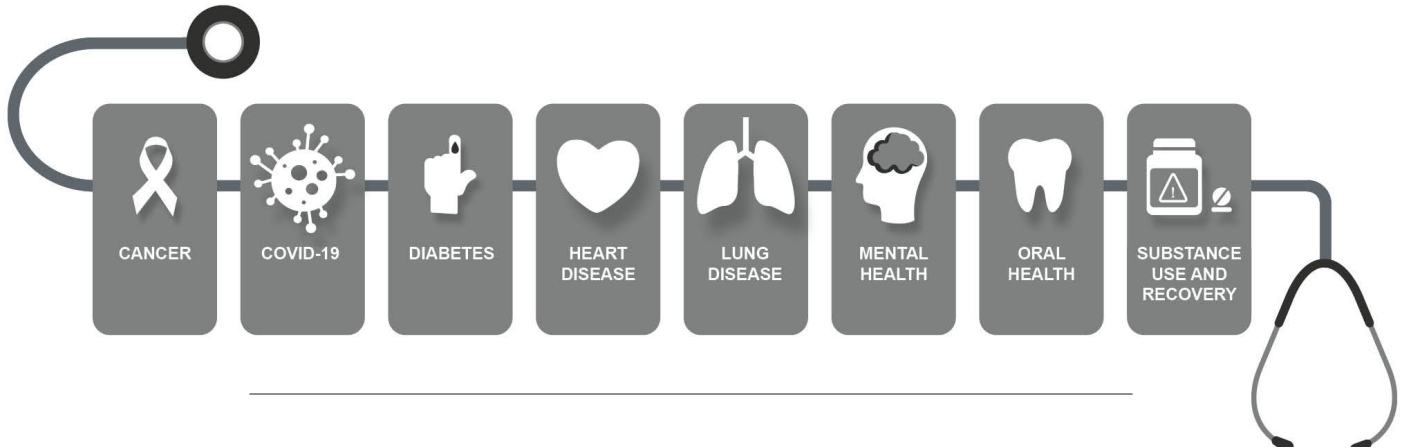 CANCER
COVID-19
DIABETES
HEART
DISEASE
LUNG
DISEASE
MENTAL
HEALTH
ORAL
HEALTH
SUBSTANCE
USE AND
RECOVERY